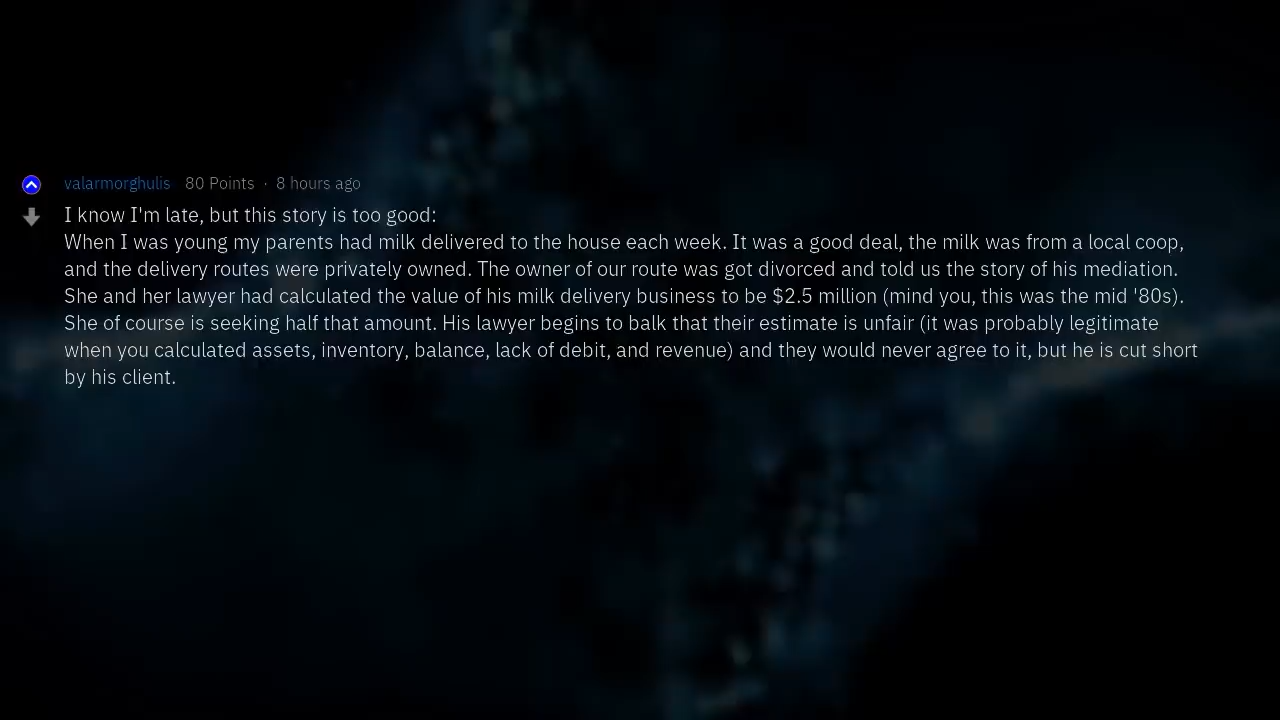 valarmorghulis 80 Points · 8 hours ago
I know I'm late, but this story is too good:
When I was young my parents had milk delivered to the house each week. It was a good deal, the milk was from a local coop,
and the delivery routes were privately owned. The owner of our route was got divorced and told us the story of his mediation.
She and her lawyer had calculated the value of his milk delivery business to be $2.5 million (mind you, this was the mid '80s).
She of course is seeking half that amount. His lawyer begins to balk that their estimate is unfair (it was probably legitimate
when you calculated assets, inventory, balance, lack of debit, and revenue) and they would never agree to it, but he is cut short
by his client.